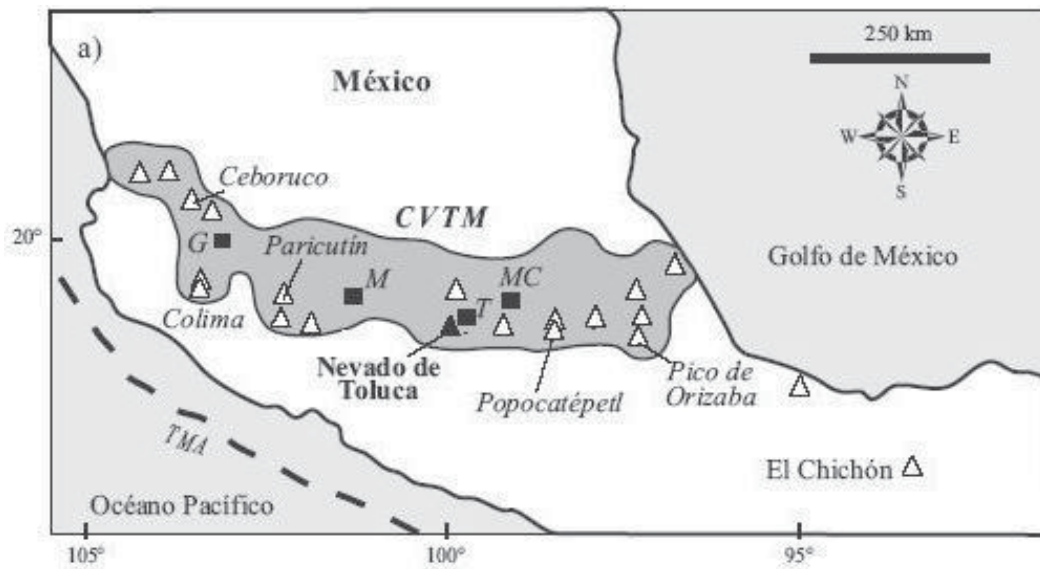 a)
México
250 km
N
W E
S
Ceboruco
CVTM
20°
G
Paricutín
M
MC
T
Golfo de México
Colima
Nevado de
Toluca
Popocatépetl
Pico de
Orizaba
TMA
El Chichón
Océano Pacífico
105° 100° 95°